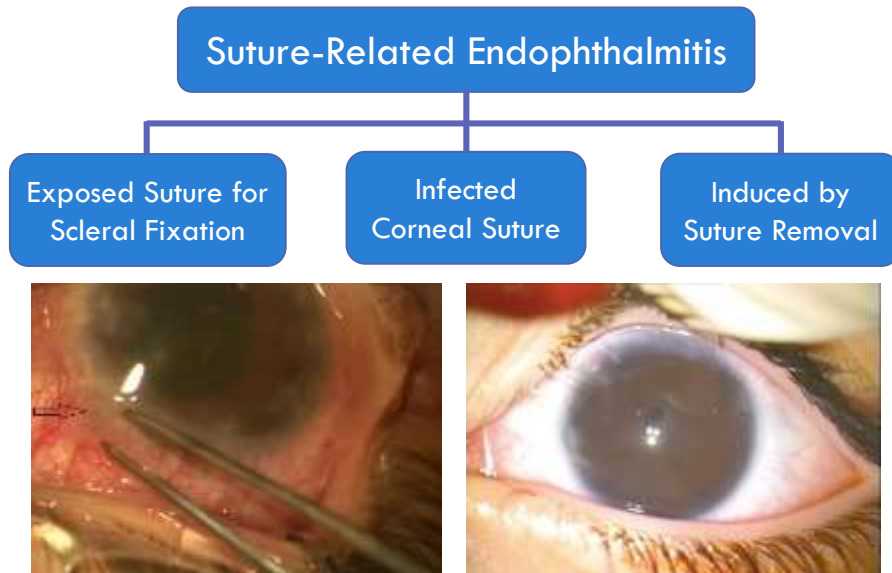 Suture-Related Endophthalmitis
Exposed Suture for
Scleral Fixation
Infected
Corneal Suture
Induced by
Suture Removal